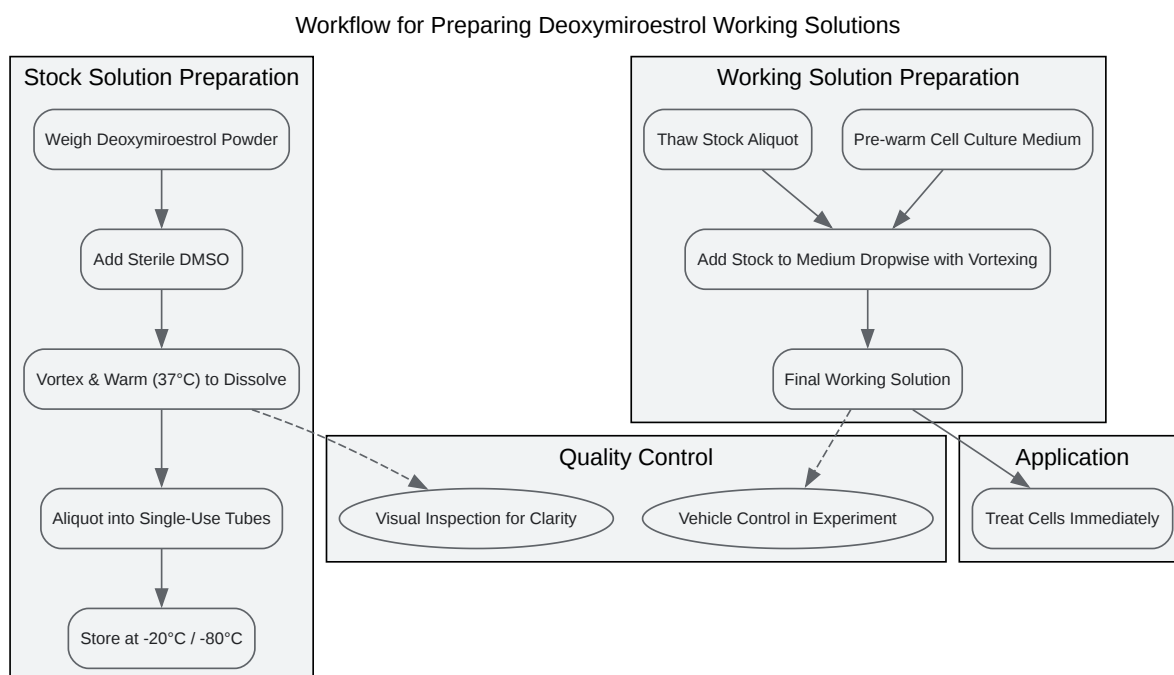 Workflow for Preparing Deoxymiroestrol Working Solutions
Stock Solution Preparation
Weigh Deoxymiroestrol Powder
Add Sterile DMSO
Vortex & Warm (37°C) to Dissolve
Aliquot into Single-Use Tubes
Store at -20°C / -80°C
Working Solution Preparation
Thaw Stock Aliquot
Pre-warm Cell Culture Medium
Add Stock to Medium Dropwise with Vortexing
Final Working Solution
Quality Control
Visual Inspection for Clarity
Vehicle Control in Experiment
Application
Treat Cells Immediately